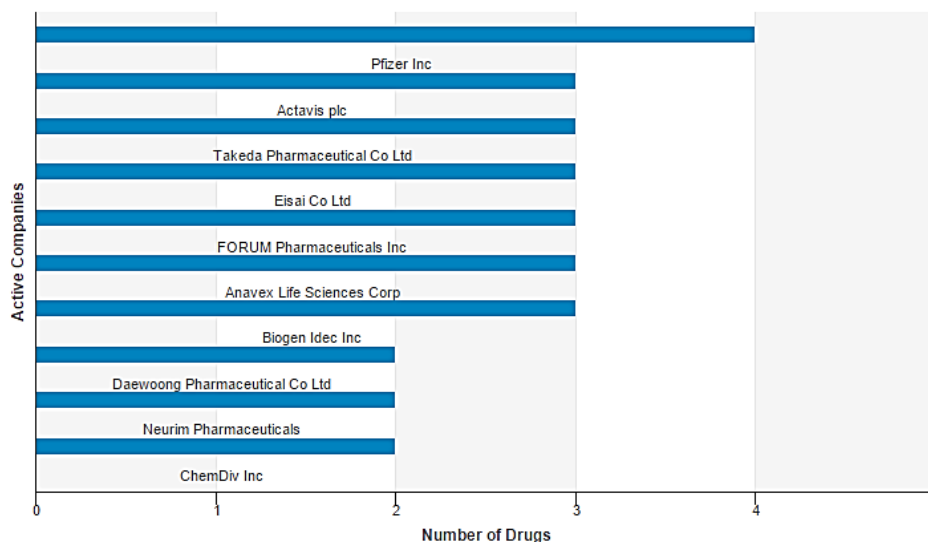 Pfizer Inc
Actavis plc
Takeda Pharmaceutical Co Ltd
Eisai Co Ltd
FORUM Pharmaceuticals Inc
Anavex Life Sciences Corp
Biogen Idec Inc
Daewoong Pharmaceutical Co Ltd
Neurim Pharmaceuticals
ChemDiv Inc
Active Companies
0 1 2 3 4
Number of Drugs